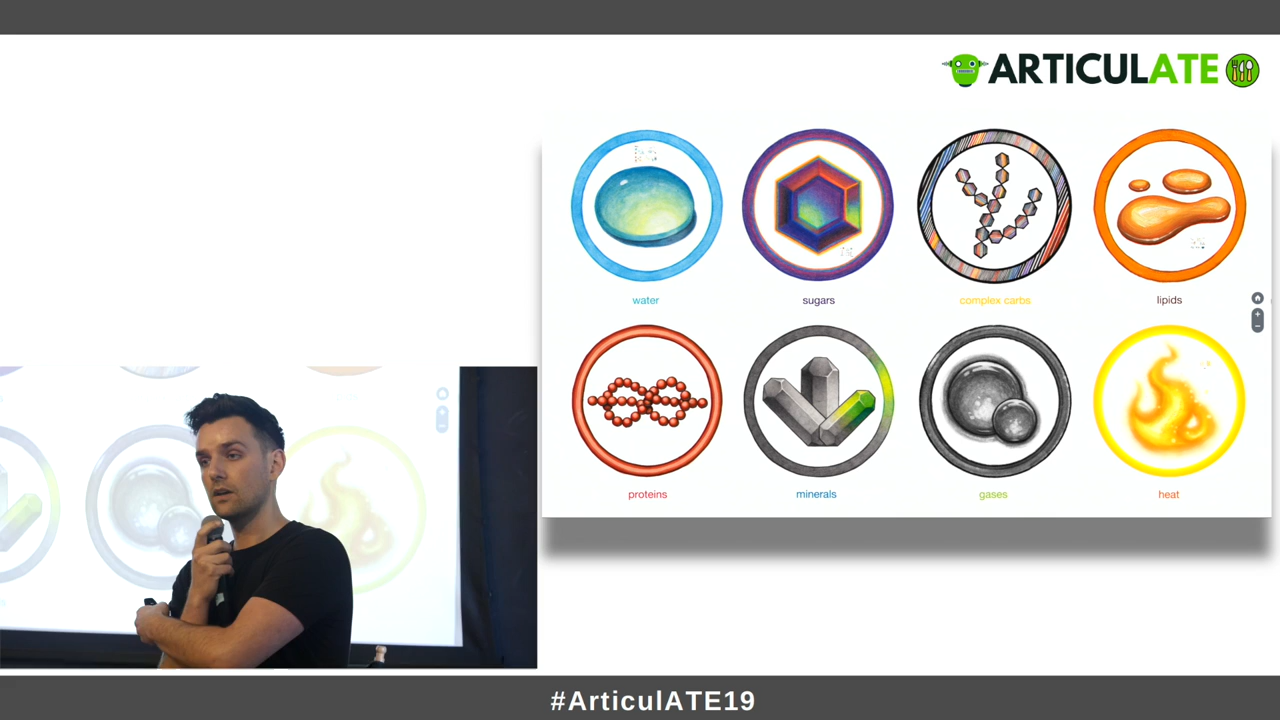 ARTICULATE
water
sugars
complex carbs
lipids
proteins
minerals
gases
heat
#ArticulATE19